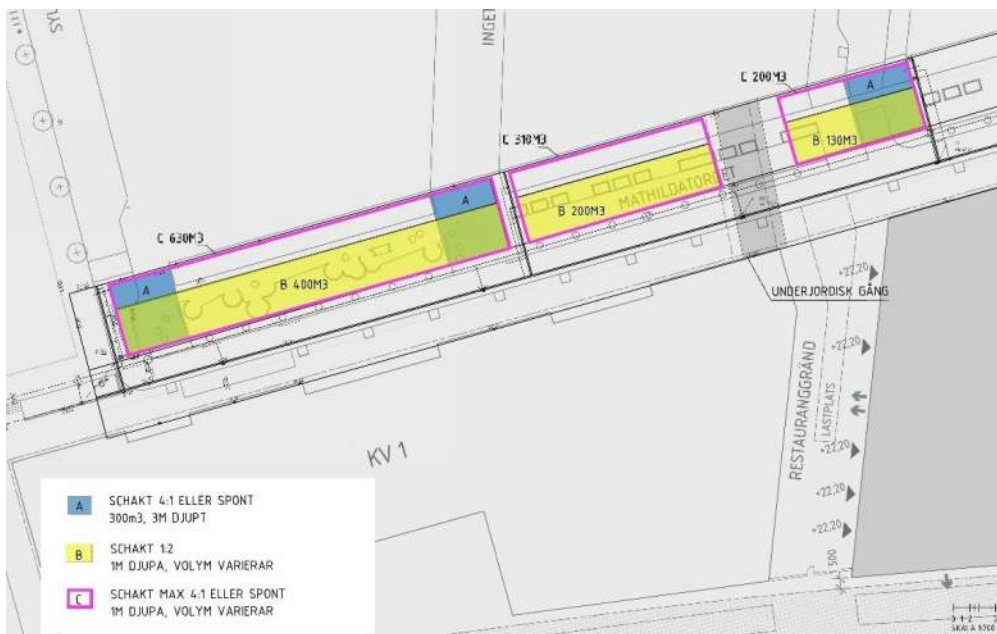 INGET
C 200M3
A
B 130M3
C 310M3
MATHILDATORGET
B 200M3
A
C 630M3
B 400M3
A
UNDERJORDISK GÅNG
+22,20
+22,20
RESTAURANGGRÄND
LASTPLATS
KV 1
+22,20
+22,20
+22,20
500
A SCHAKT 4:1 ELLER SPONT
300m3, 3M DJUPT
B SCHAKT 1:2
1M DJUPA, VOLYM VARIERAR
C SCHAKT MAX 4:1 ELLER SPONT
1M DJUPA, VOLYM VARIERAR